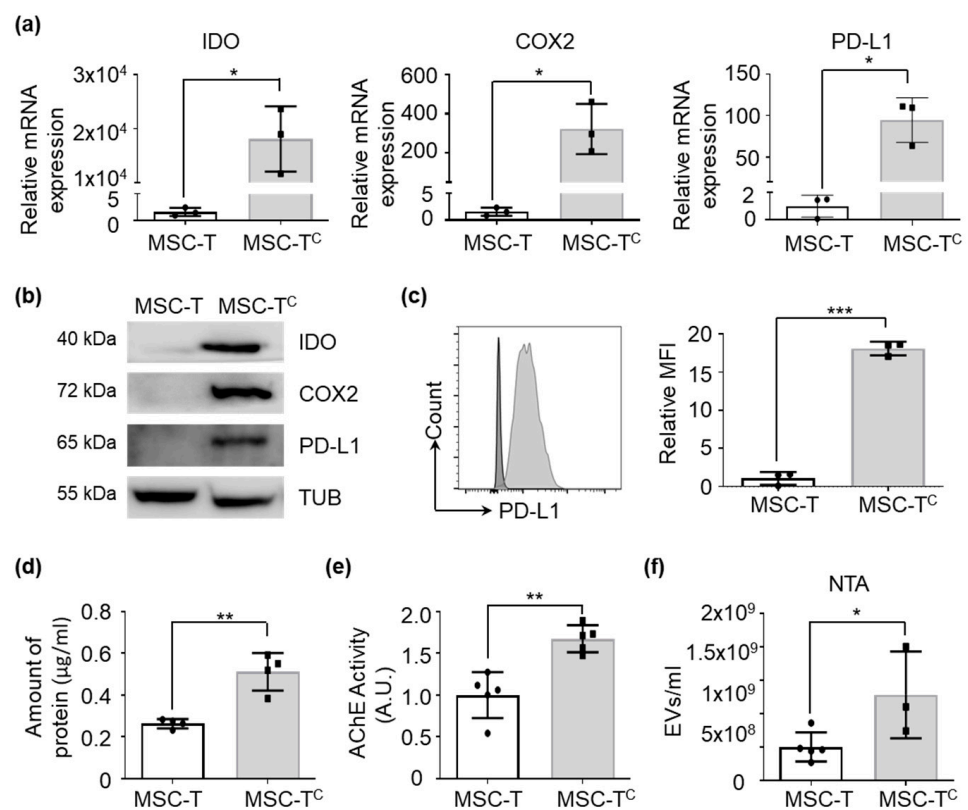 (a)
IDO
COX2
PD-L1
Relative mRNA
expression
3x10⁴
2x10⁴
1x10⁴
5
0
*
MSC-T MSC-Tᶜ
Relative mRNA
expression
600
400
200
5
0
*
MSC-T MSC-Tᶜ
Relative mRNA
expression
150
100
50
2
0
*
MSC-T MSC-Tᶜ
(b)
MSC-T MSC-Tᶜ
40 kDa IDO
72 kDa COX2
65 kDa PD-L1
55 kDa TUB
(c)
Count
PD-L1
Relative MFI
20
15
10
5
0
***
MSC-T MSC-Tᶜ
(d)
Amount of
protein (µg/ml)
0.8
0.6
0.4
0.2
0
**
MSC-T MSC-Tᶜ
(e)
AChE Activity
(A.U.)
2.0
1.5
1.0
0.5
0
**
MSC-T MSC-Tᶜ
(f)
NTA
EVs/ml
2x10⁹
1x10⁹
1x10⁹
5x10⁸
0
*
MSC-T MSC-Tᶜ